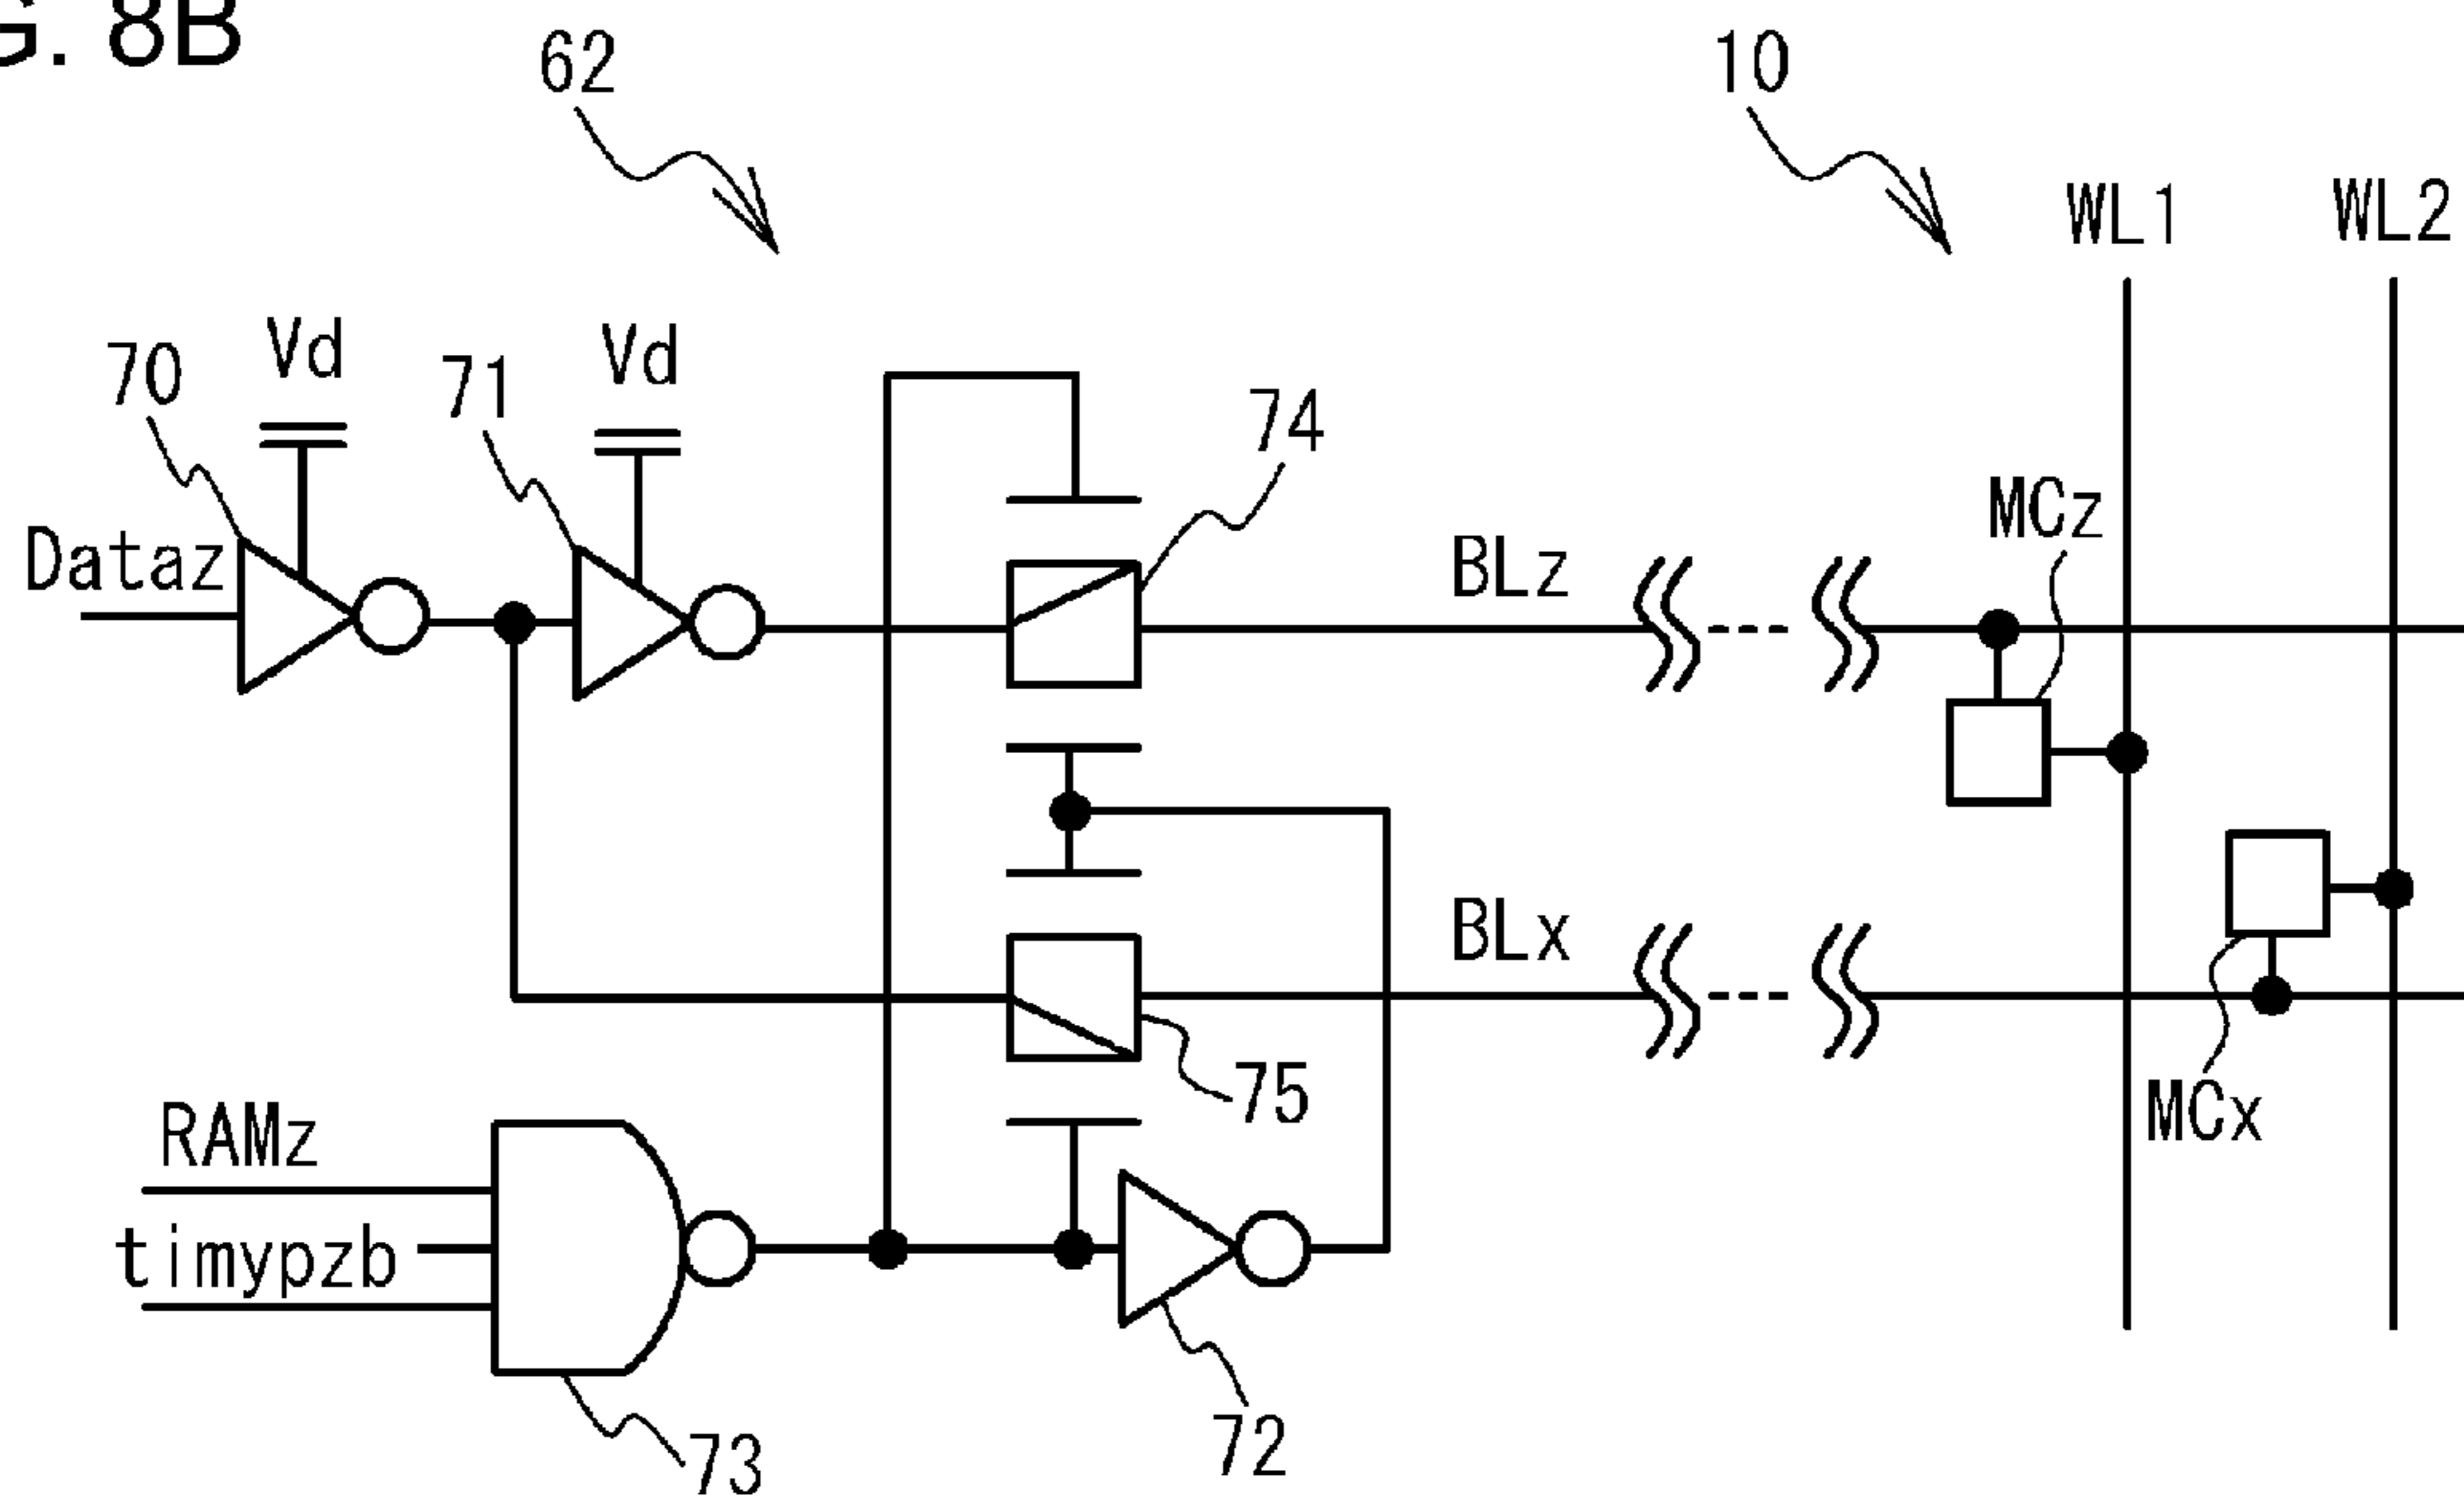 G. 8B
62
10
WL1
WL2
70
Vd
71
Vd
74
MCz
Dataz
BLz
BLx
75
MCx
RAMz
timypzb
72
73